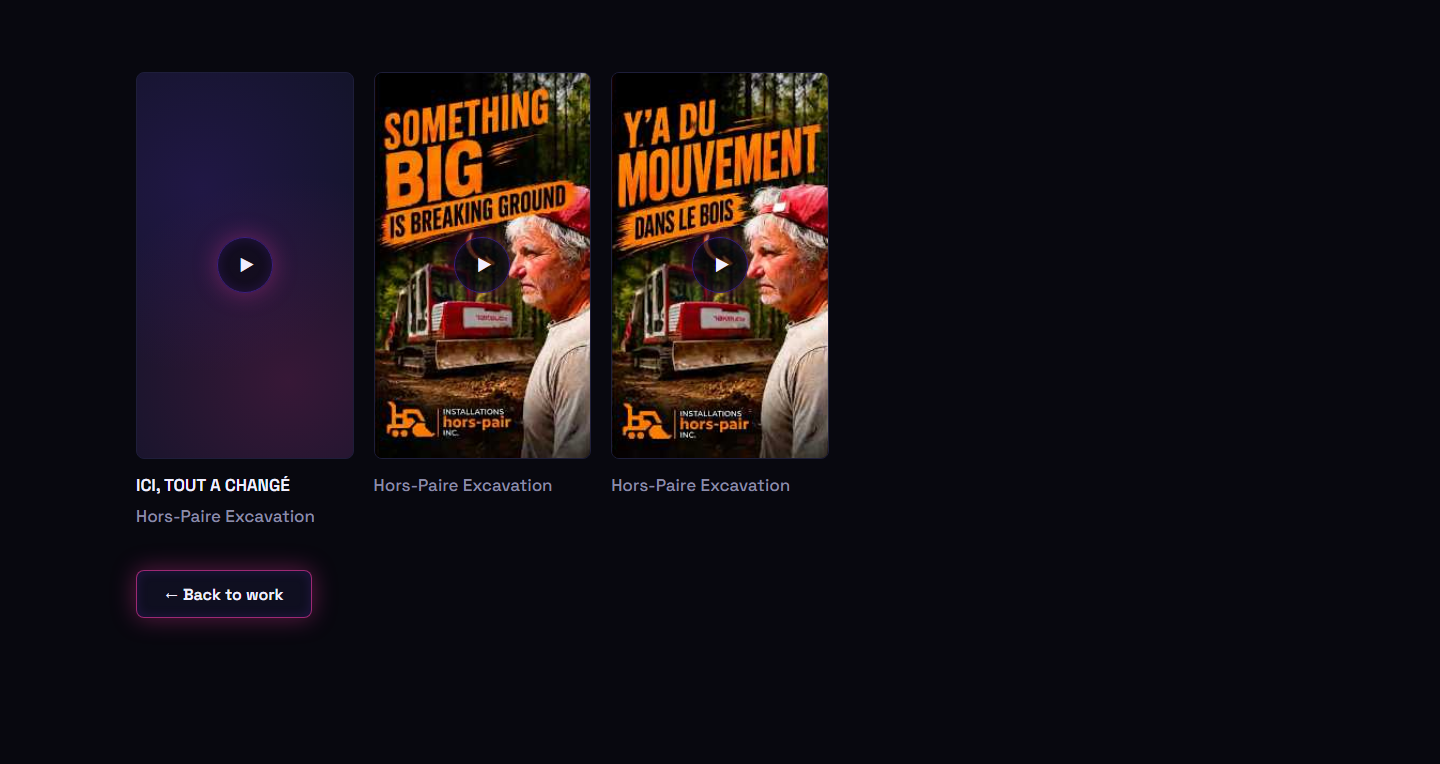 SOMETHING
BIG
IS BREAKING GROUND
INSTALLATIONS
hors-pair
INC.
Y'A DU
MOUVEMENT
DANS LE BOIS
INSTALLATIONS
hors-pair
INC.
ICI, TOUT A CHANGÉ
Hors-Paire Excavation
Hors-Paire Excavation
Hors-Paire Excavation
← Back to work